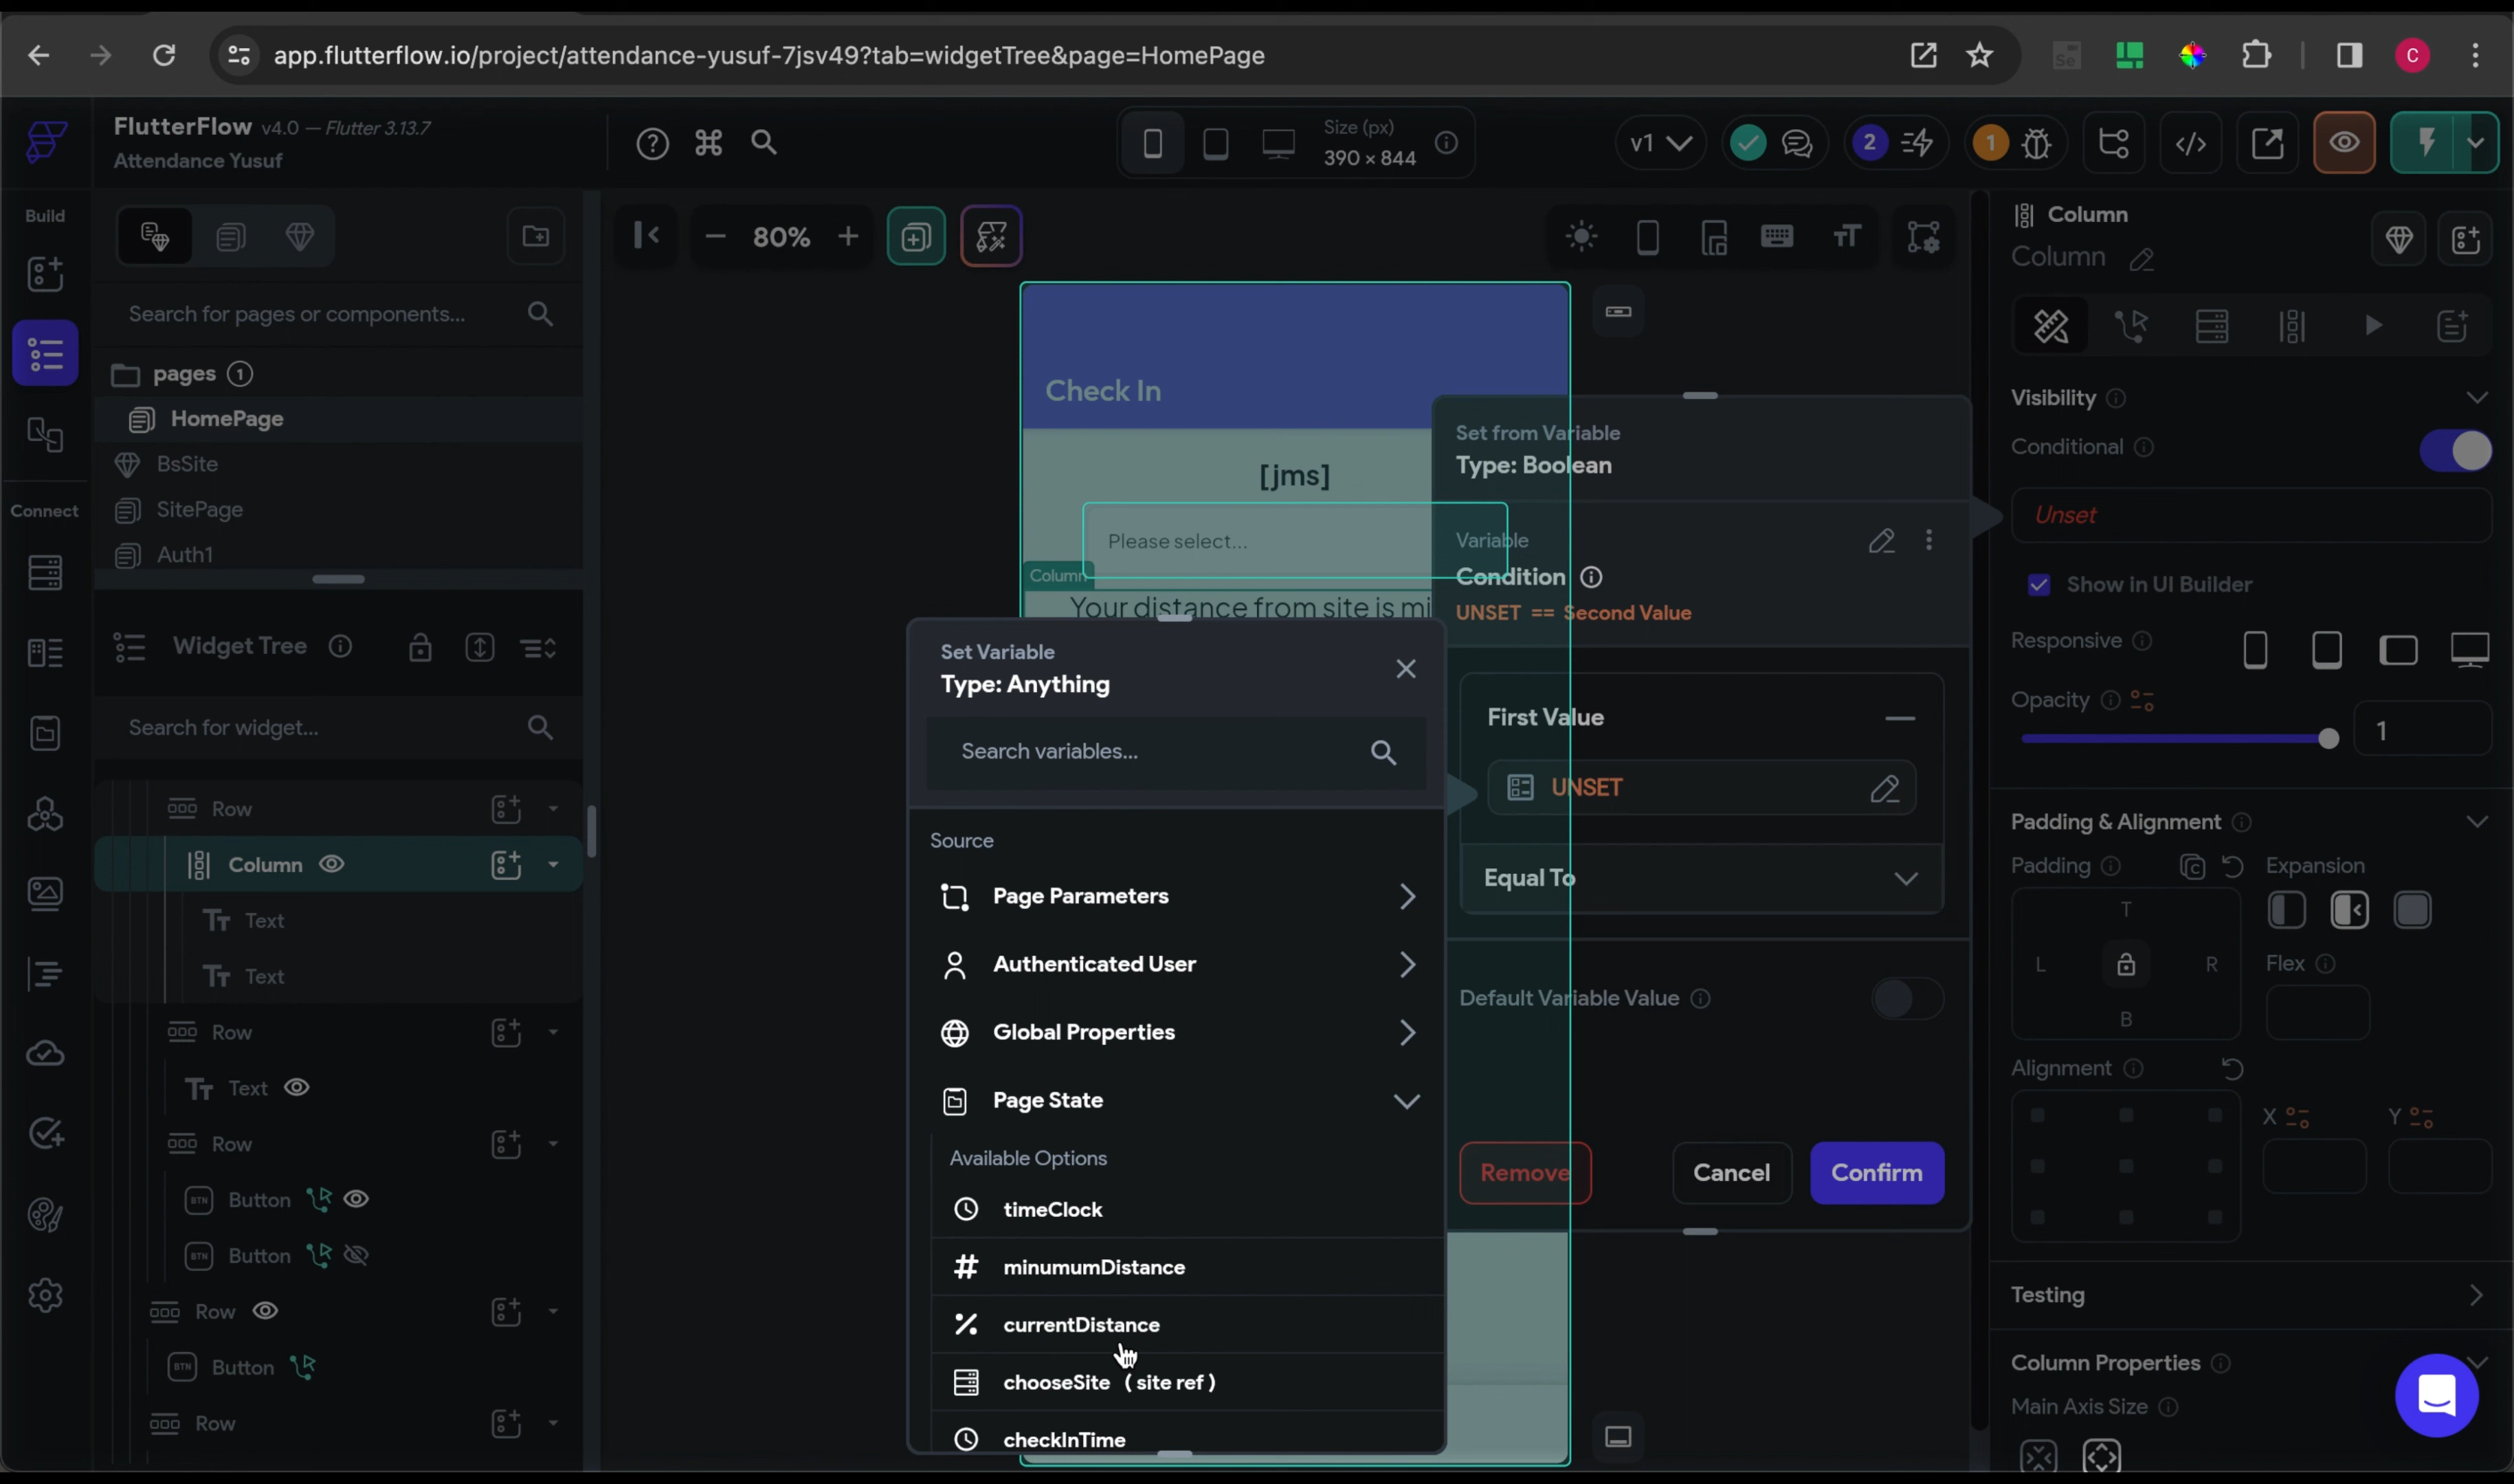 app.flutterflow.io/project/attendance-yusuf-7jsv49?tab=widgetTree&page=HomePage
Se
C
FlutterFlow v4.0 — Flutter 3.13.7
Attendance Yusuf
Size (px)
390 × 844
v1
2
1
Build
Connect
80%
Search for pages or components...
pages 1
HomePage
BsSite
SitePage
Auth1
Widget Tree
Search for widget...
Row
Column
Text
Text
Row
Text
Row
BTN Button
BTN Button
Row
BTN Button
Row
Check In
[jms]
Please select...
Column
Your distance from site is mi
Set Variable
Type: Anything
Search variables...
Source
Page Parameters
Authenticated User
Global Properties
Page State
Available Options
timeClock
minumumDistance
currentDistance
chooseSite ( site ref )
checkInTime
Set from Variable
Type: Boolean
Variable
Condition
UNSET == Second Value
First Value
UNSET
Equal To
Default Variable Value
Remove
Cancel
Confirm
Column
Column
Visibility
Conditional
Unset
Show in UI Builder
Responsive
Opacity
1
Padding & Alignment
Padding
Expansion
T
L
R
B
Flex
Alignment
X
Y
Testing
Column Properties
Main Axis Size